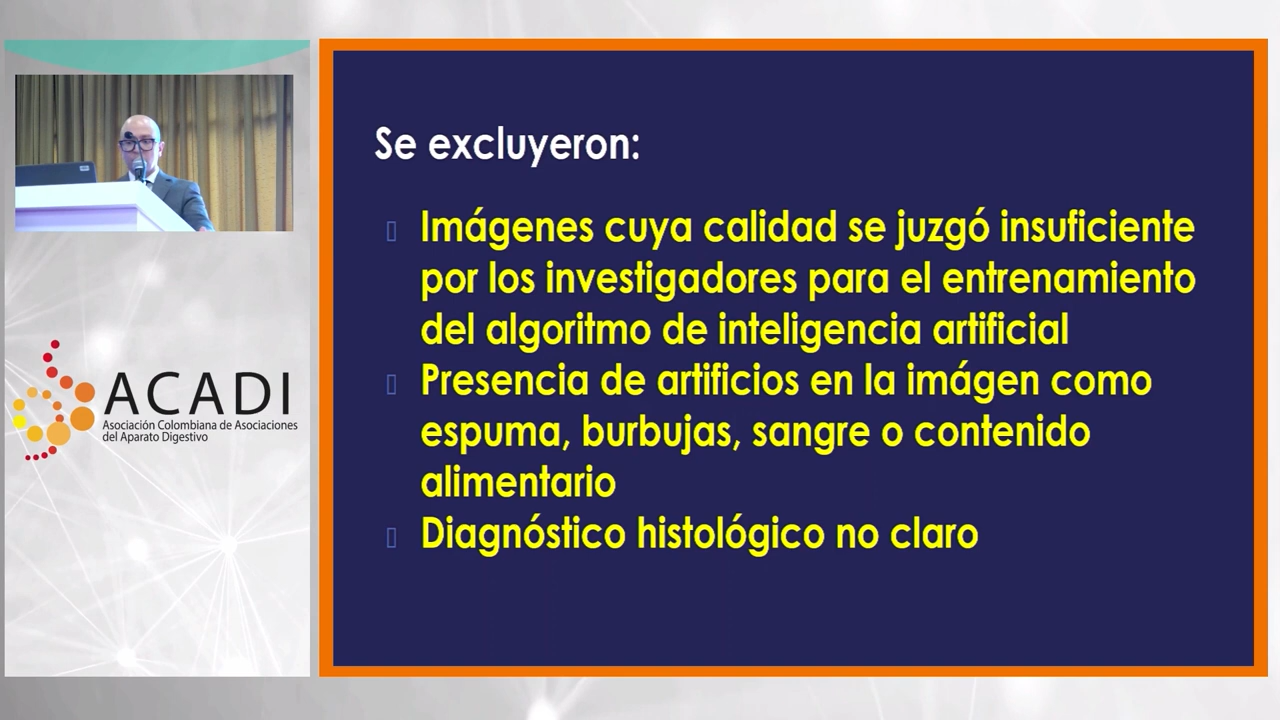 Se excluyeron:
Imágenes cuya calidad se juzgó insuficiente
por los investigadores para el entrenamiento
del algoritmo de inteligencia artificial
Presencia de artificios en la imágen como
espuma, burbujas, sangre o contenido
alimentario
Diagnóstico histológico no claro
ACADI
Asociación Colombiana de Asociaciones
del Aparato Digestivo